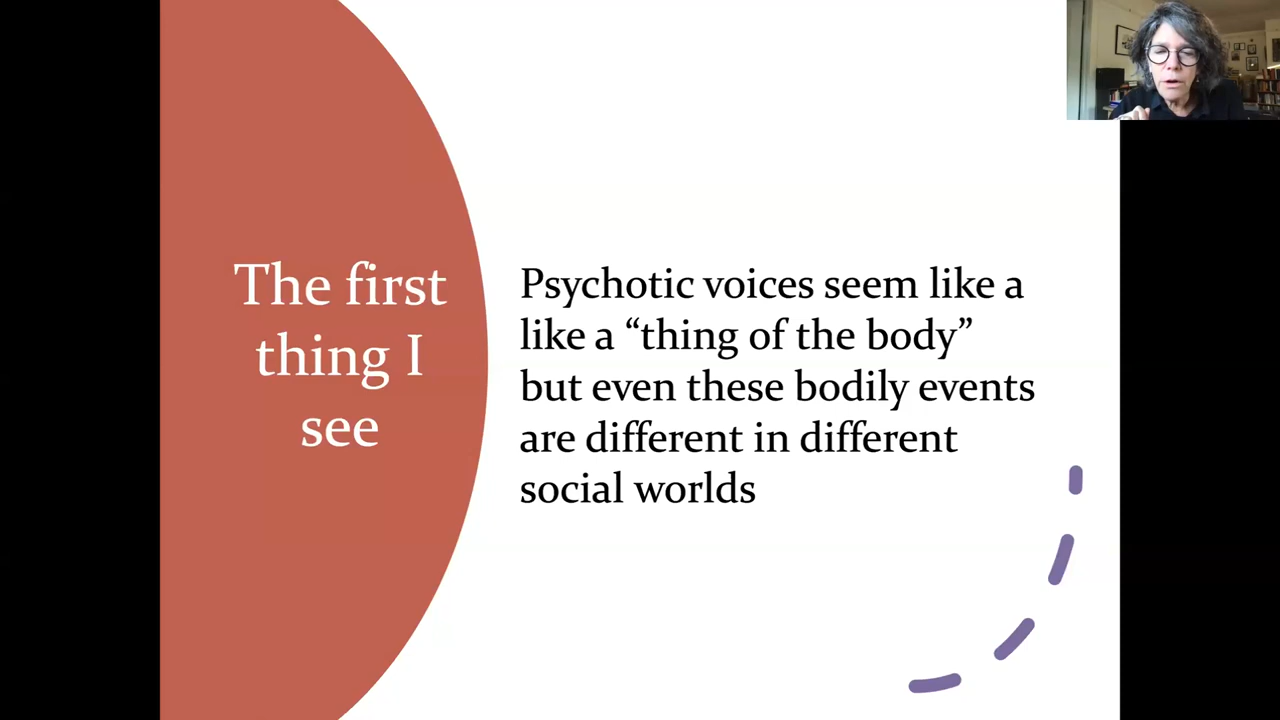 The first
thing I
see
Psychotic voices seem like a
like a “thing of the body”
but even these bodily events
are different in different
social worlds